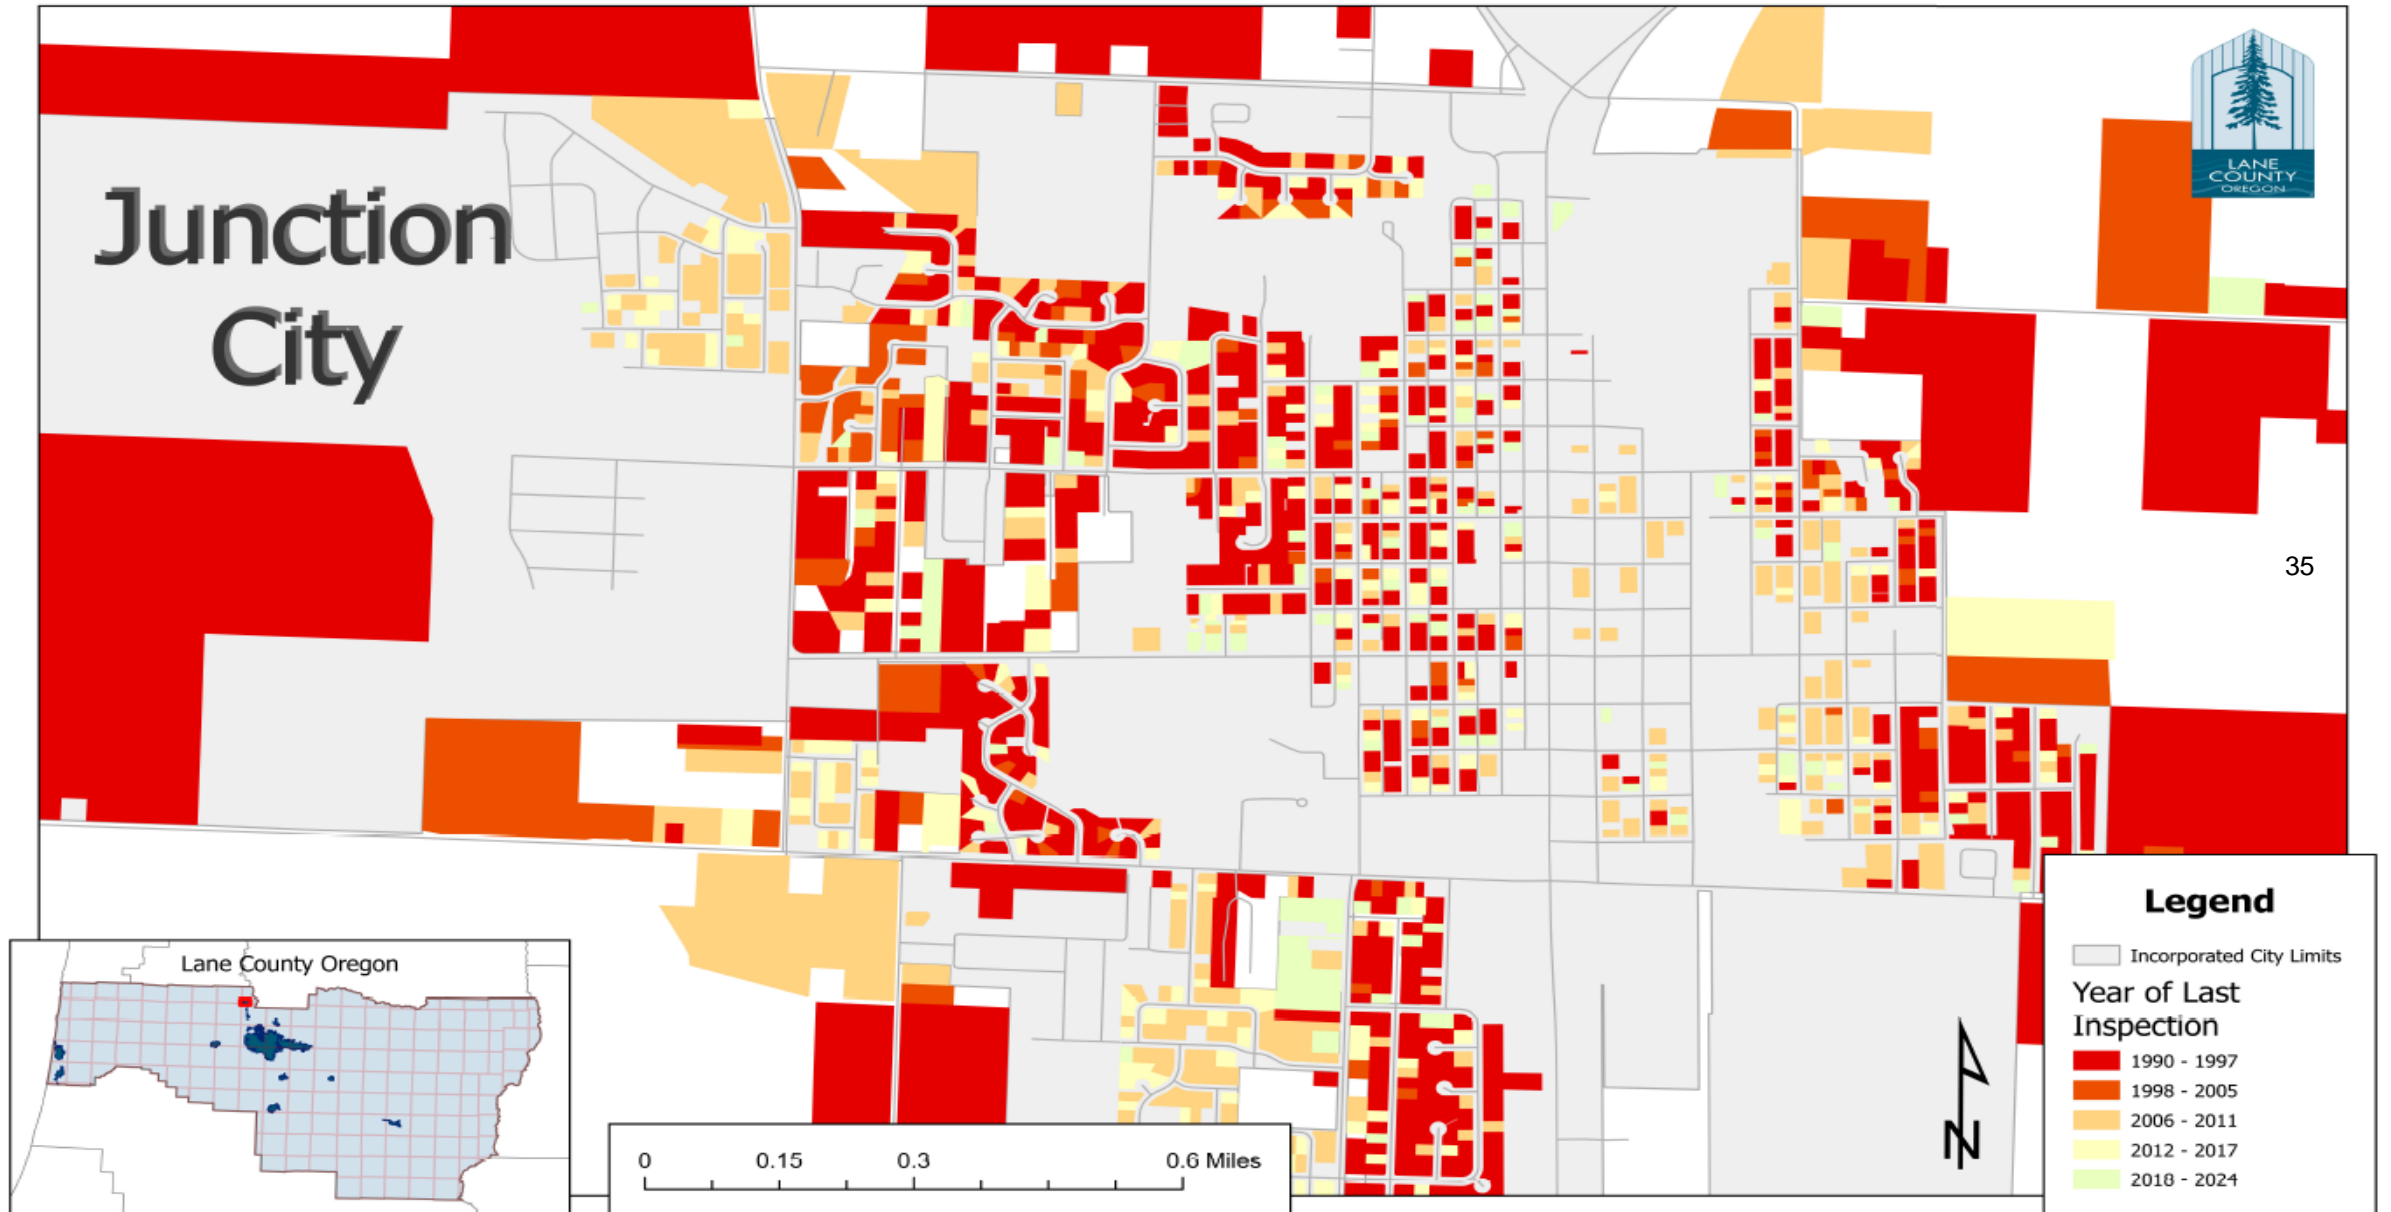 Junction
City
LANE
COUNTY
OREGON
35
Lane County Oregon
0 0.15 0.3 0.6 Miles
Legend
Incorporated City Limits
Year of Last
Inspection
1990 - 1997
1998 - 2005
2006 - 2011
2012 - 2017
2018 - 2024
N